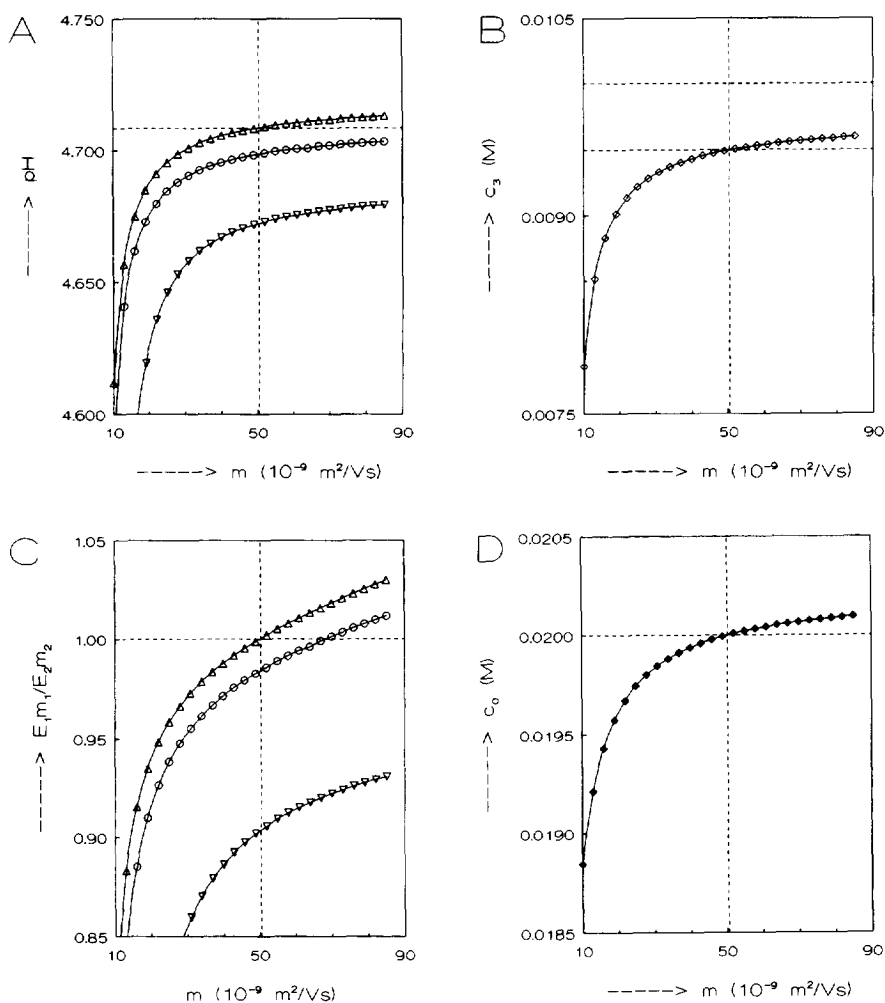 A
4.750
4.700
4.650
4.600
10 50 90
-----> pH
-----> m (10⁻⁹ m²/Vs)
B
0.0105
0.0090
0.0075
10 50 90
-----> c₃ (M)
-----> m (10⁻⁹ m²/Vs)
C
1.05
1.00
0.95
0.90
0.85
10 50 90
-----> E₁m₁/E₂m₂
m (10⁻⁹ m²/Vs)
D
0.0205
0.0200
0.0195
0.0190
0.0185
10 50 90
-----> c₀ (M)
-----> m (10⁻⁹ m²/Vs)